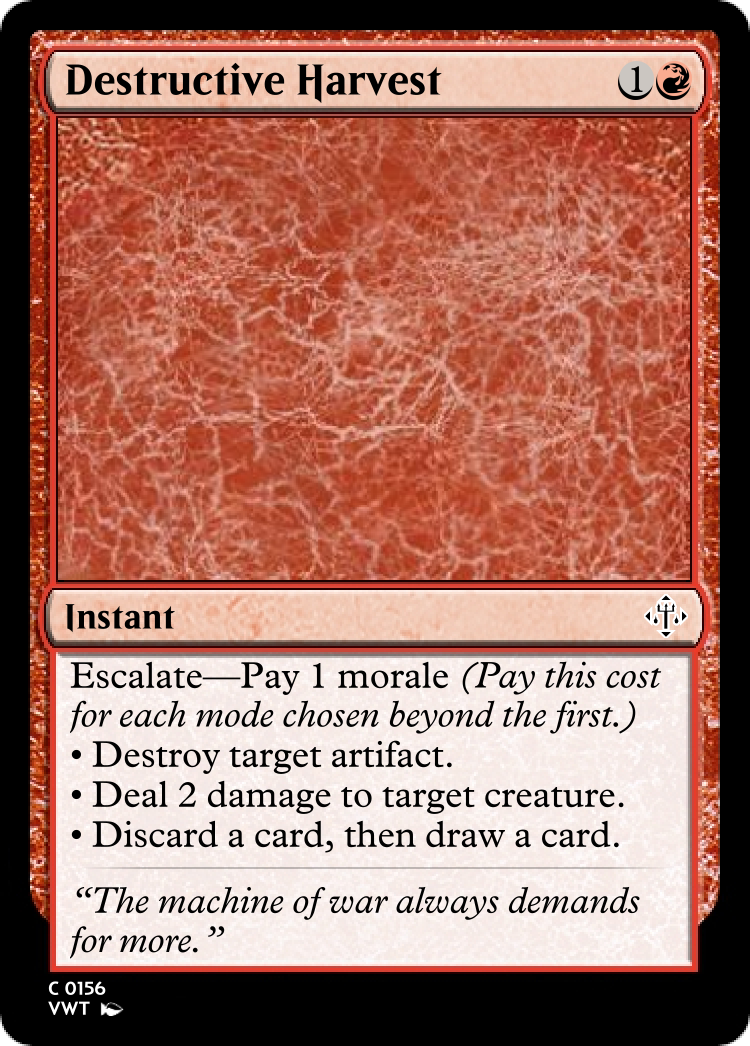 Destructive Harvest 1
Instant
Escalate—Pay 1 morale (Pay this cost
for each mode chosen beyond the first.)
• Destroy target artifact.
• Deal 2 damage to target creature.
• Discard a card, then draw a card.
“The machine of war always demands
for more.”
C 0156
VWT